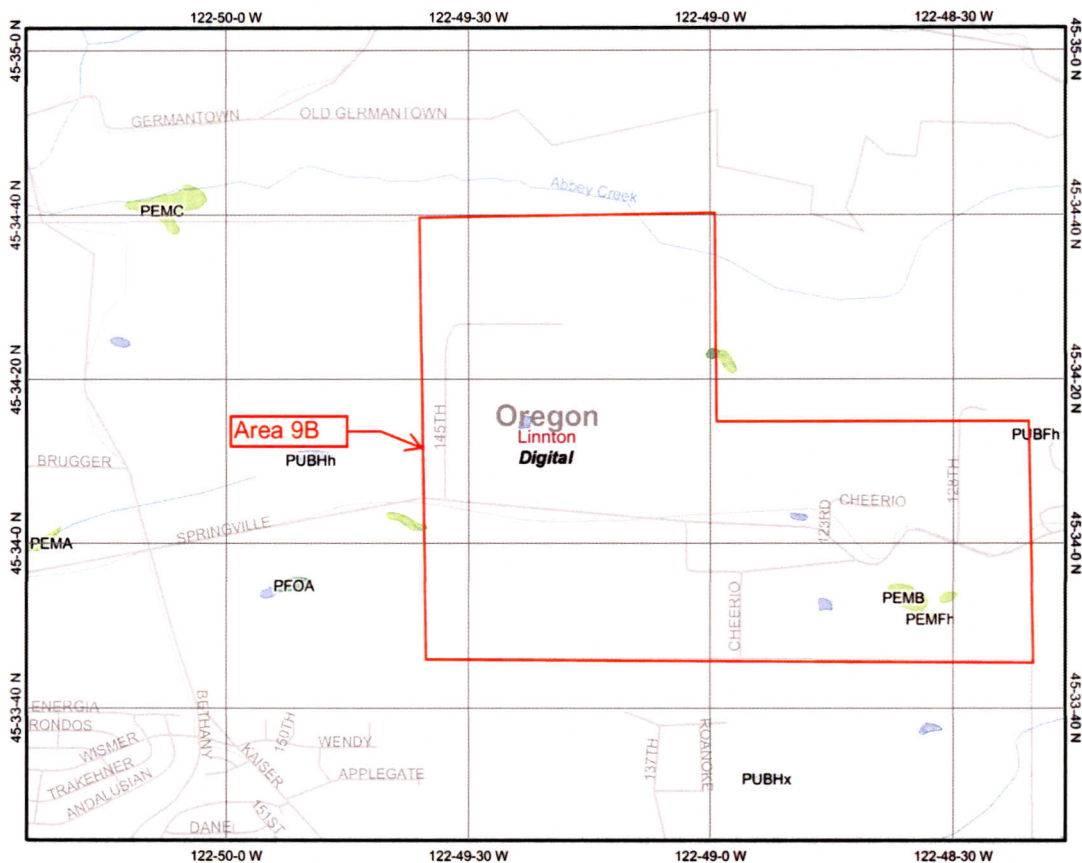 122-50-0 W
122-49-30 W
122-49-0 W
122-48-30 W
45-35-0 N
45-35-0 N
GERMANTOWN
OLD GERMANTOWN
Abbey Creek
PEMC
45-34-40 N
45-34-40 N
45-34-20 N
45-34-20 N
145TH
Oregon
Linnton
Digital
Area 9B
PUBFh
BRUGGER
PUBHh
128TH
CHEERIO
123RD
SPRINGVILLE
PEMA
45-34-0 N
45-34-0 N
PFOA
PEMB
PEMFh
CHEERIO
45-33-40 N
45-33-40 N
ENERGIA
RONDOS
BETHANY
150TH
WISMER
WENDY
KAISER
TRAKEHNER
APPLEGATE
ANDALUSIAN
137TH
ROANOKE
PUBHx
151ST
122-50-0 W
122-49-30 W
122-49-0 W
122-48-30 W